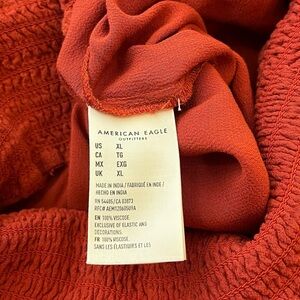 AMERICAN EAGLE
OUTFITTERS
US XL
CA TG
MX EXG
UK XL
MADE IN INDIA / FABRIQUÉ EN INDE /
HECHO EN INDIA
RN 54485/CA 03073
RFC# AEM1206059A
EN: 100% VISCOSE.
EXCLUSIVE OF ELASTIC AND
DECORATIONS.
FR: 100% VISCOSE.
SANS LES ÉLASTIQUES ET LES